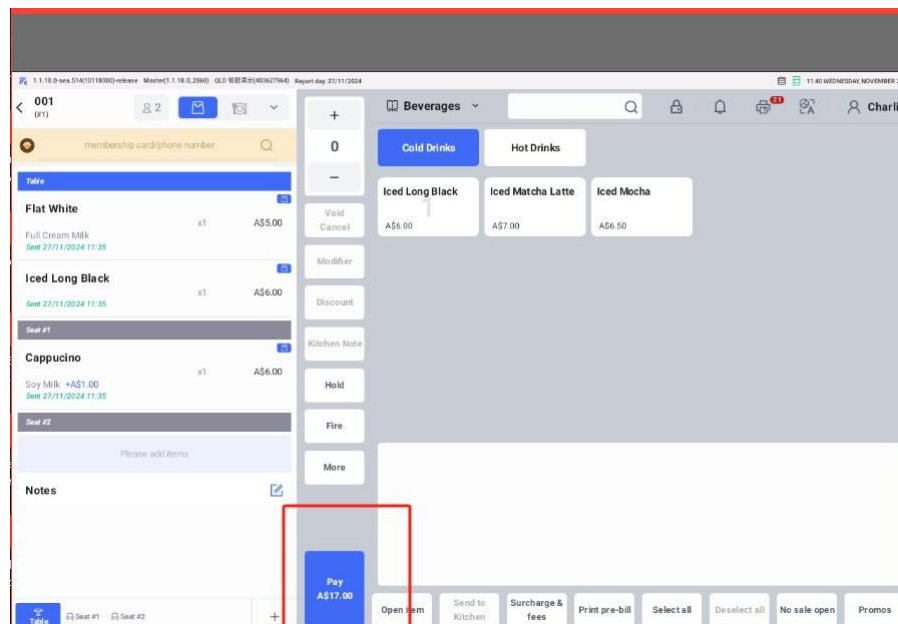 1.1.18.0-sea.514(10118000)-release Master(1.1.18.0_2868) Report day: 27/11/2024
11:40 WEDNESDAY, NOVEMBER
001
(#1)
2
membership card/phone number
Table
Flat White
x1 A$5.00
Full Cream Milk
Sent 27/11/2024 11:35
Iced Long Black
x1 A$6.00
Sent 27/11/2024 11:35
Seat #1
Cappucino
x1 A$6.00
Soy Milk +A$1.00
Sent 27/11/2024 11:35
Seat #2
Please add items
Notes
Table
Seat #1 Seat #2
+
+
0
−
Void
Cancel
Modifier
Discount
Kitchen Note
Hold
Fire
More
Pay
A$17.00
Beverages
Charli
Cold Drinks
Hot Drinks
Iced Long Black Iced Matcha Latte Iced Mocha
1
A$6.00 A$7.00 A$6.50
Open item
Send to
Kitchen
Surcharge &
fees
Print pre-bill
Select all
Deselect all
No sale open
Promos